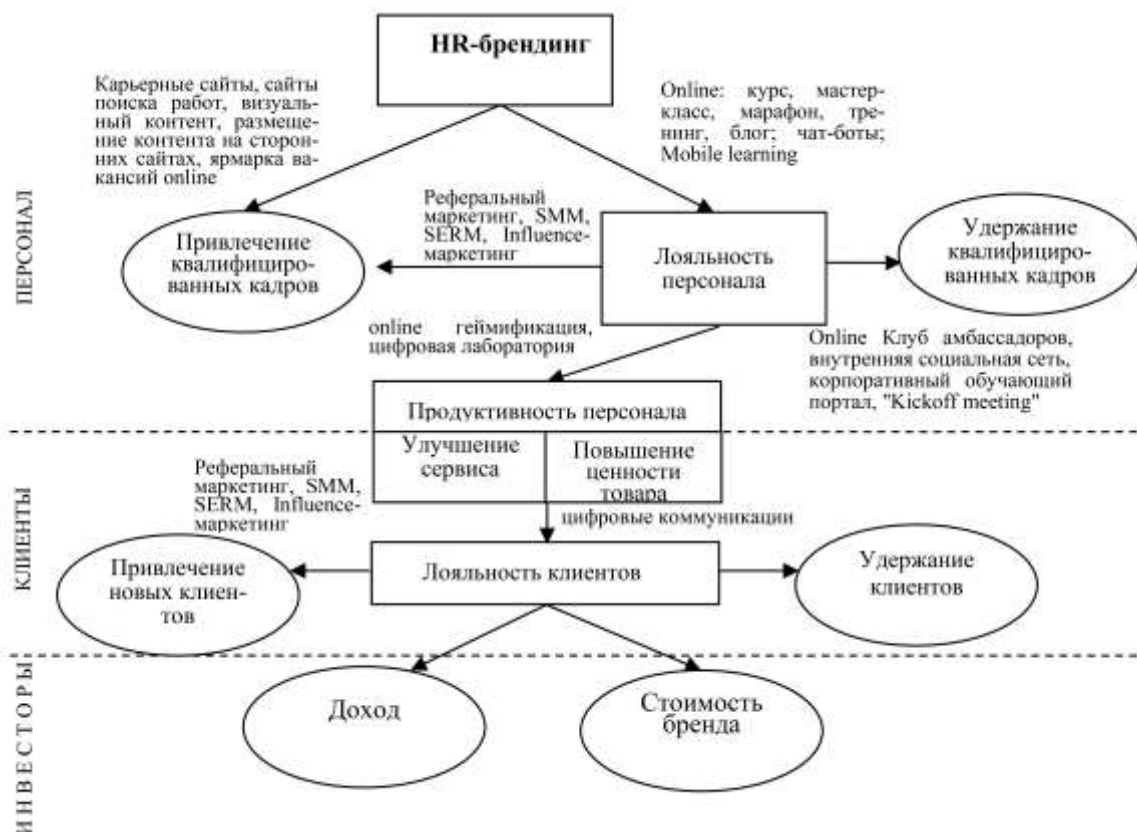 HR-брендинг
Карьерные сайты, сайты
поиска работ, визуаль-
ный контент, размеще-
ние контента на сторон-
них сайтах, ярмарка ва-
кансий online
Online: курс, мастер-
класс, марафон, тре-
нинг, блог; чат-боты;
Mobile learning
ПЕРСОНАЛ
Привлечение
квалифициро-
ванных кадров
Реферальный
маркетинг, SMM,
SERM, Influence-
маркетинг
Лояльность
персонала
Удержание
квалифициро-
ванных кадров
online геймификация,
цифровая лаборатория
Online Клуб амбассадоров,
внутренняя социальная сеть,
корпоративный обучающий
портал, "Kickoff meeting"
Продуктивность персонала
Улучшение
сервиса
Повышение
ценности
товара
КЛИЕНТЫ
Реферальный
маркетинг, SMM,
SERM, Influence-
маркетинг
цифровые коммуникации
Привлечение
новых клиен-
тов
Лояльность клиентов
Удержание
клиентов
ИНВЕСТОРЫ
Доход
Стоимость
бренда